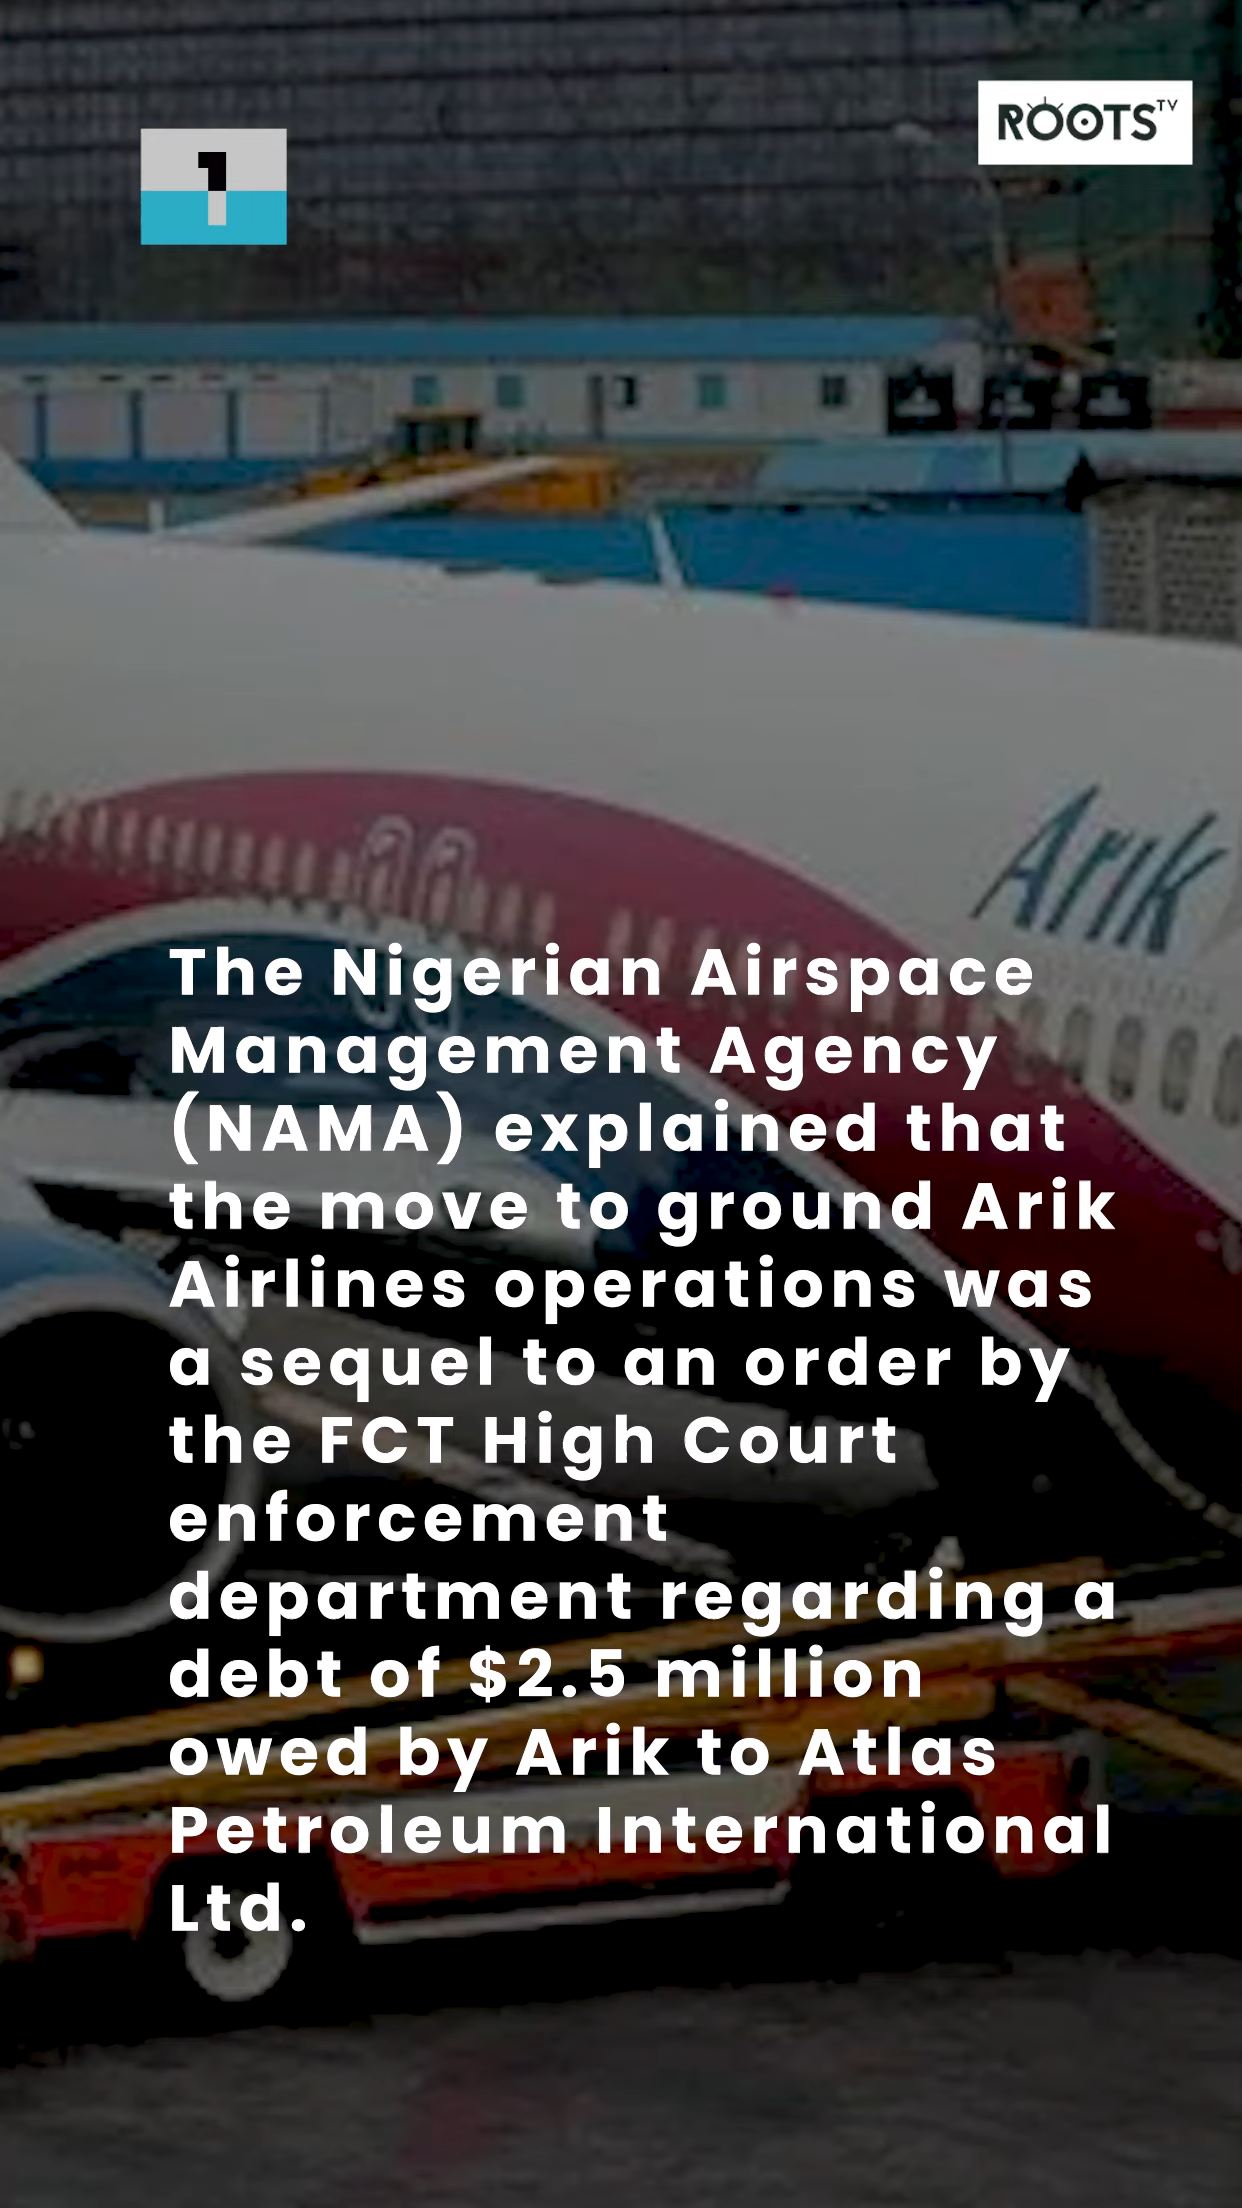 ROOTS TV
1
Arik
The Nigerian Airspace
Management Agency
(NAMA) explained that
the move to ground Arik
Airlines operations was
a sequel to an order by
the FCT High Court
enforcement
department regarding a
debt of $2.5 million
owed by Arik to Atlas
Petroleum International
Ltd.